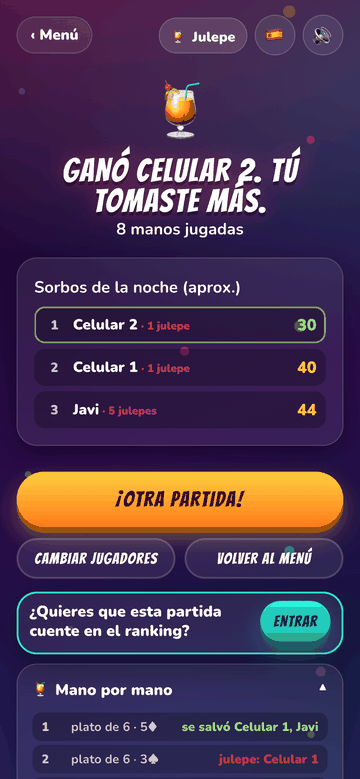 ‹ Menú
Julepe
GANÓ CELULAR 2. TÚ
TOMASTE MÁS.
8 manos jugadas
Sorbos de la noche (aprox.)
1 Celular 2 · 1 julepe 30
2 Celular 1 · 1 julepe 40
3 Javi · 5 julepes 44
¡OTRA PARTIDA!
CAMBIAR JUGADORES
VOLVER AL MENÚ
¿Quieres que esta partida
cuente en el ranking?
ENTRAR
Mano por mano ▲
1 plato de 6 · 5♠ se salvó Celular 1, Javi
2 plato de 6 · 3♠ julepe: Celular 1